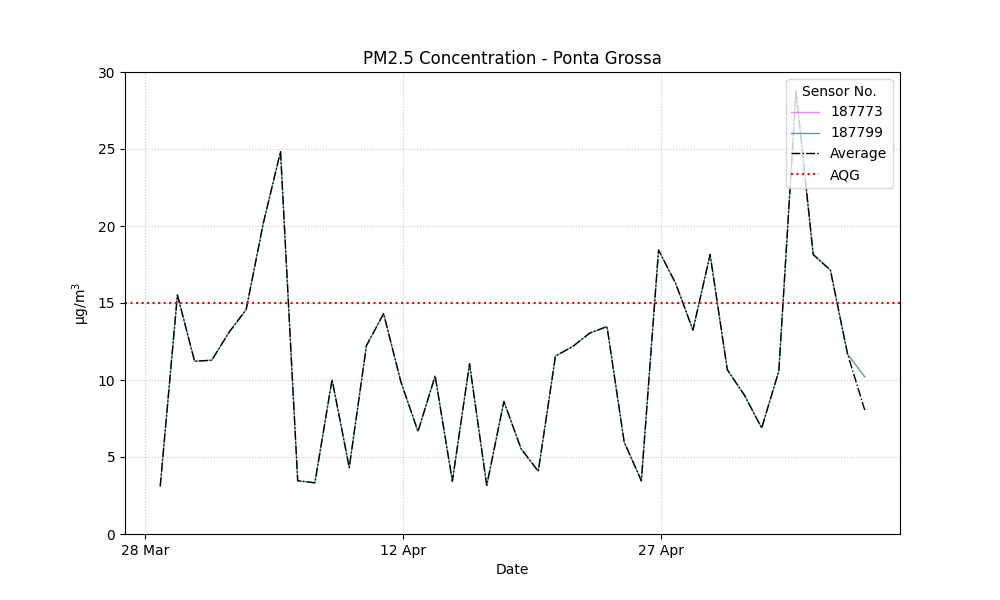 PM2.5 Concentration - Ponta Grossa
Sensor No.
187773
187799
Average
AQG
30
25
20
15
10
5
0
µg/m³
28 Mar
12 Apr
27 Apr
Date